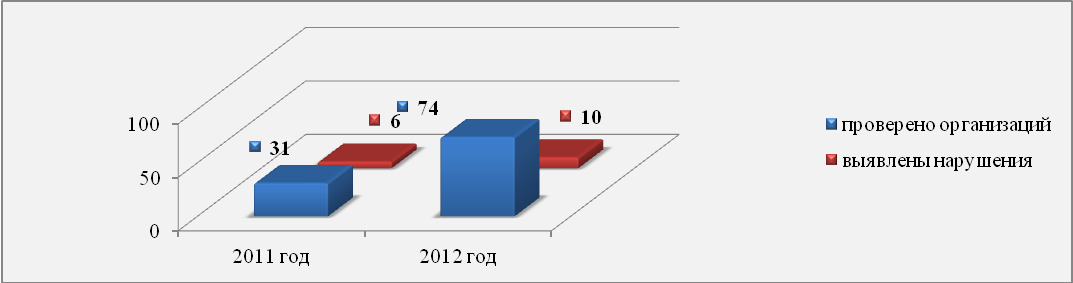 100
50
0
31
6
74
10
2011 год
2012 год
проверено организаций
выявлены нарушения